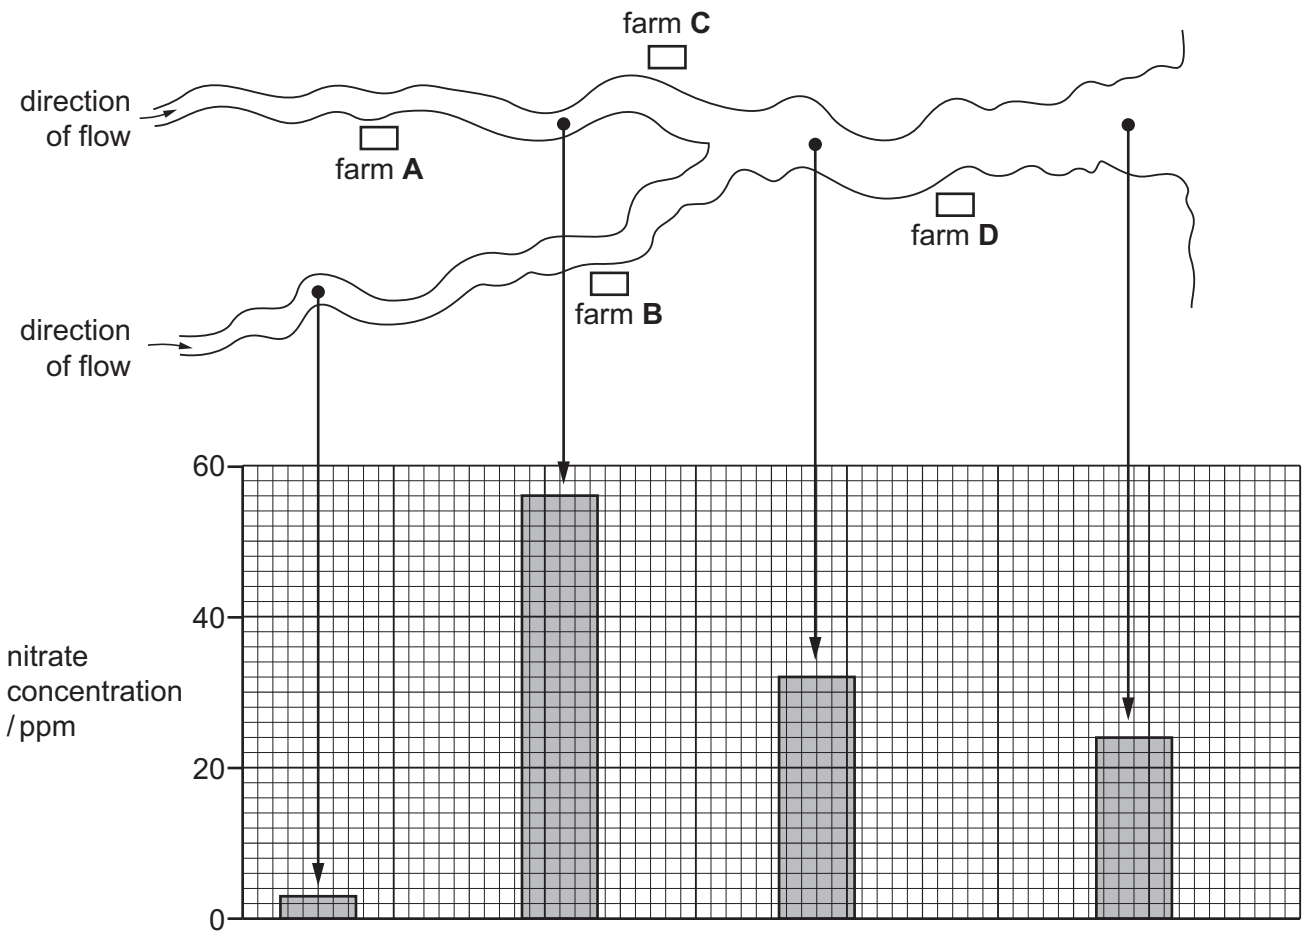 farm C
direction
of flow
farm A
farm D
farm B
direction
of flow
60
40
nitrate
concentration
/ ppm
20
0